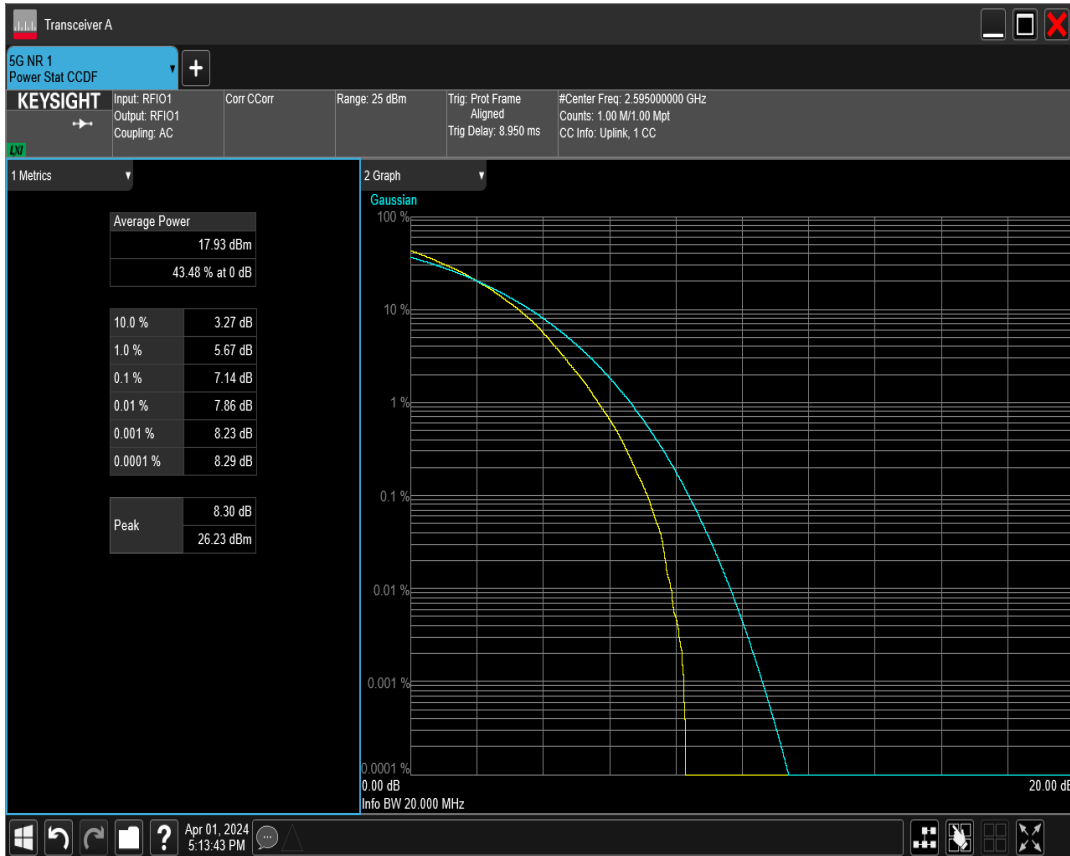 Transceiver A
5G NR 1
Power Stat CCDF
KEYSIGHT
LXI
Input: RFIO1
Output: RFIO1
Coupling: AC
Corr CCorr
Range: 25 dBm
Trig: Prot Frame
Aligned
Trig Delay: 8.950 ms
#Center Freq: 2.595000000 GHz
Counts: 1.00 M/1.00 Mpt
CC Info: Uplink, 1 CC
1 Metrics
Average Power
17.93 dBm
43.48 % at 0 dB
10.0 % 3.27 dB
1.0 % 5.67 dB
0.1 % 7.14 dB
0.01 % 7.86 dB
0.001 % 8.23 dB
0.0001 % 8.29 dB
Peak
8.30 dB
26.23 dBm
2 Graph
Gaussian
100 %
10 %
1 %
0.1 %
0.01 %
0.001 %
0.0001 %
0.00 dB 20.00 dB
Info BW 20.000 MHz
? Apr 01, 2024
5:13:43 PM